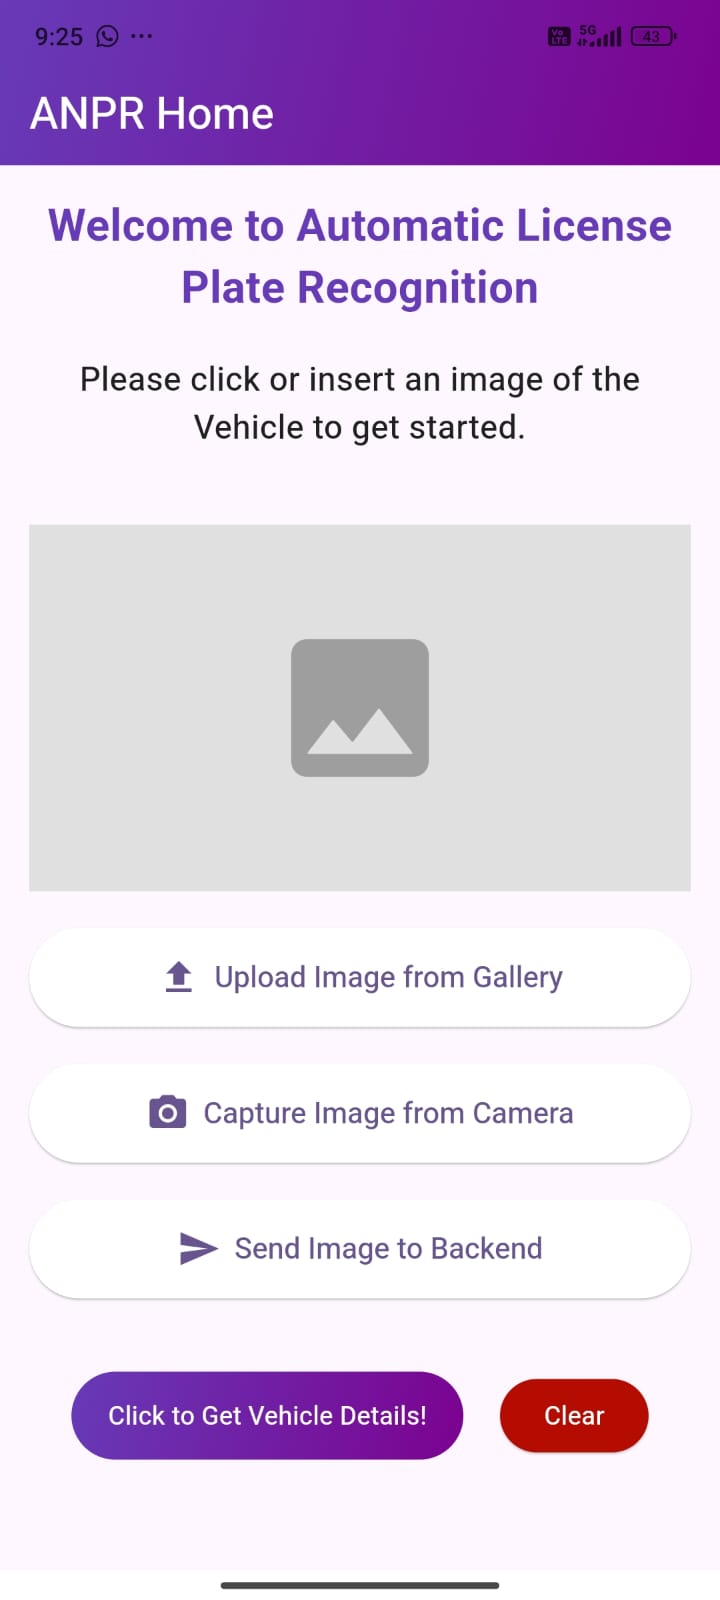 9:25
Vo LTE 5G 43
ANPR Home
Welcome to Automatic License
Plate Recognition
Please click or insert an image of the
Vehicle to get started.
Upload Image from Gallery
Capture Image from Camera
Send Image to Backend
Click to Get Vehicle Details!
Clear